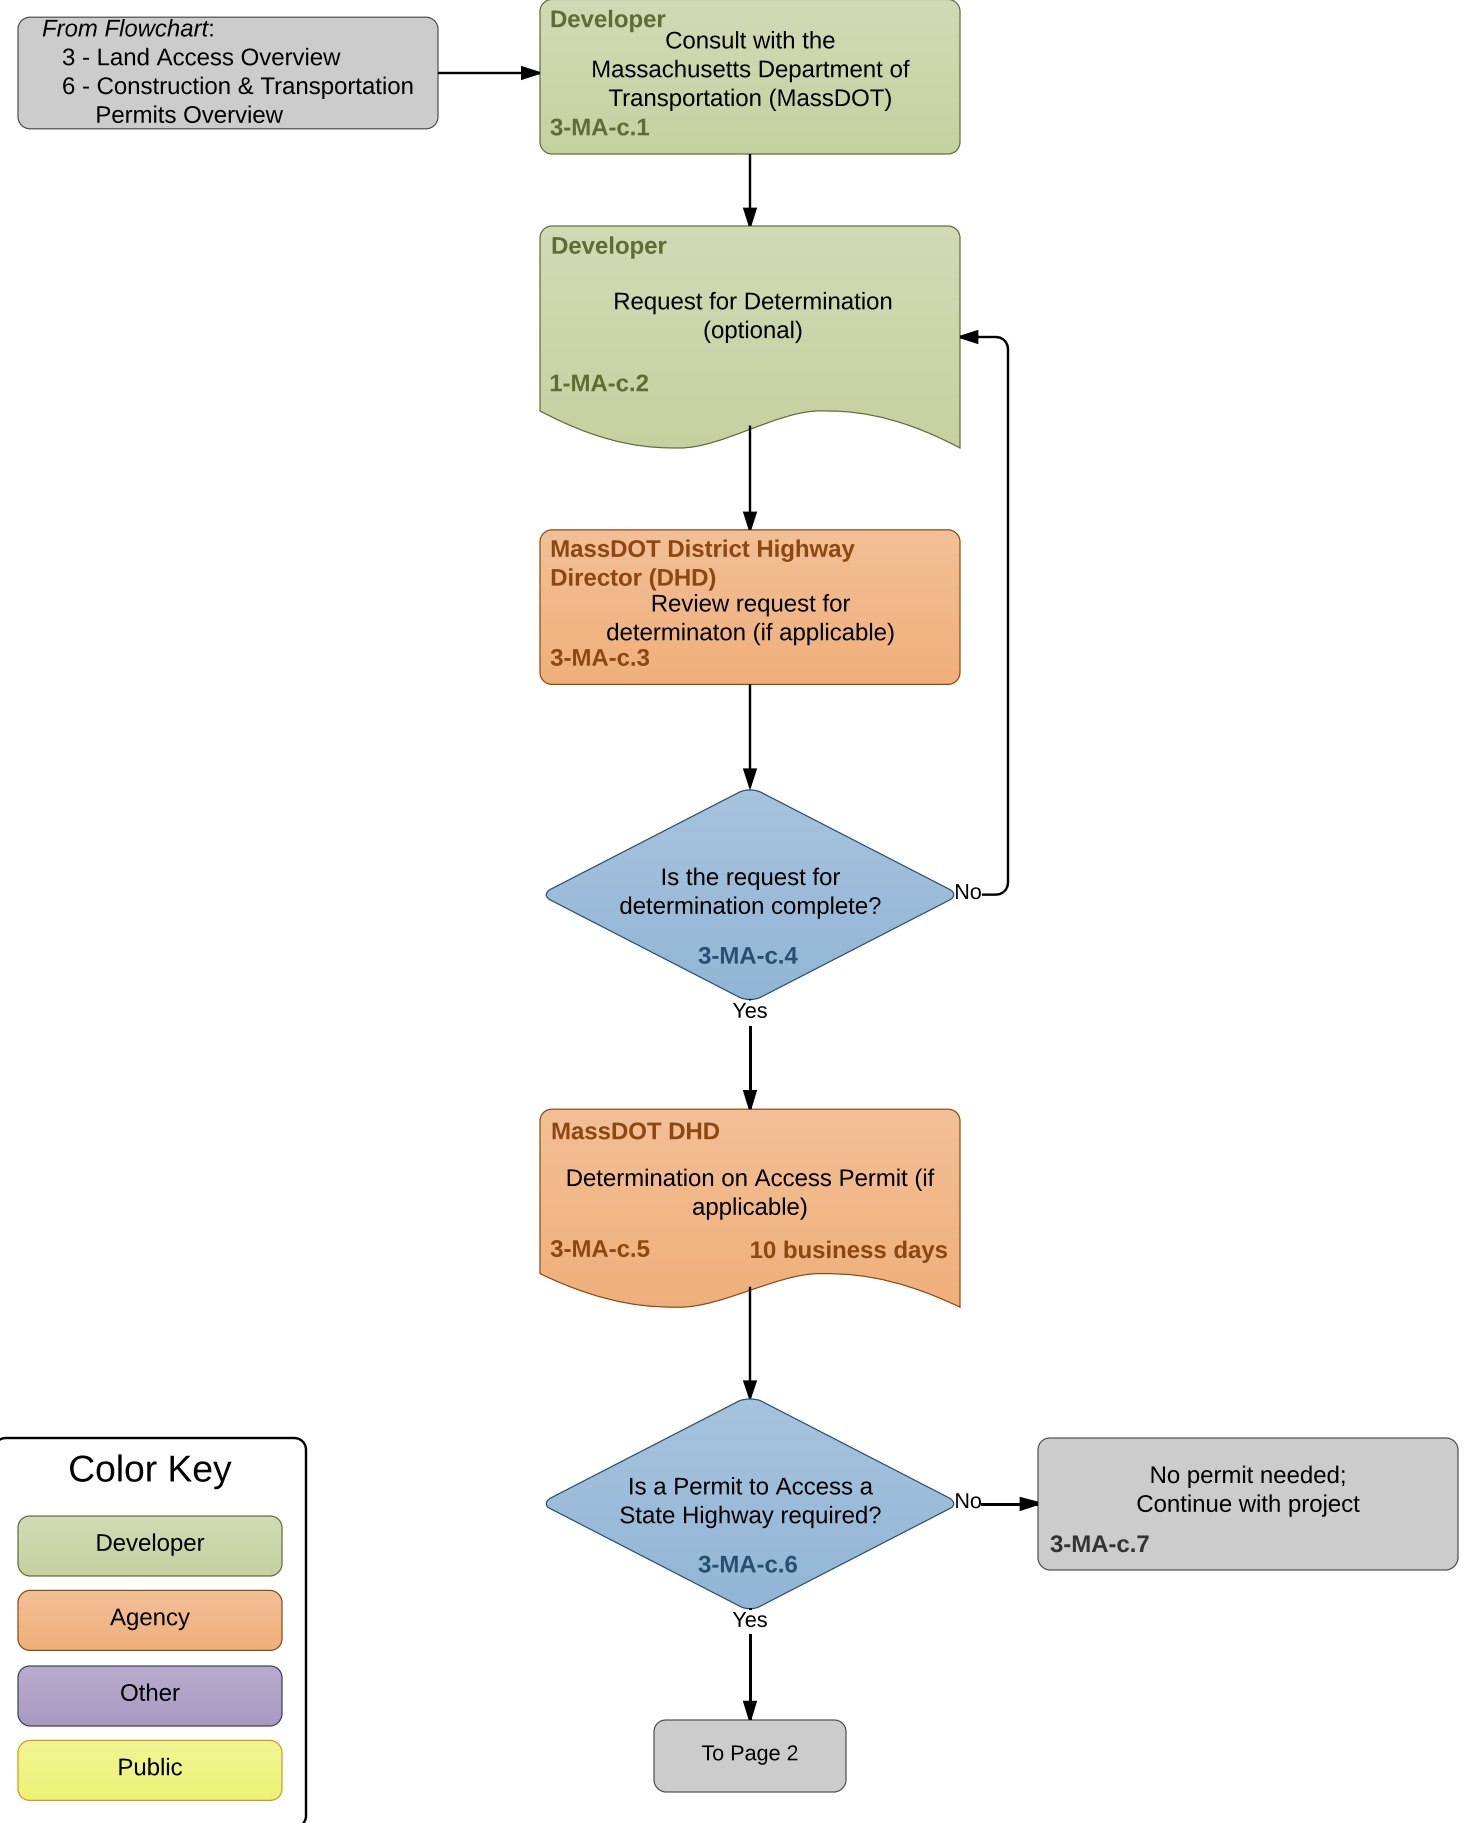 From Flowchart:
3 - Land Access Overview
6 - Construction & Transportation
Permits Overview
Developer
Consult with the
Massachusetts Department of
Transportation (MassDOT)
3-MA-c.1
Developer
Request for Determination
(optional)
1-MA-c.2
MassDOT District Highway
Director (DHD)
Review request for
determinaton (if applicable)
3-MA-c.3
Is the request for
determination complete?
3-MA-c.4
No
Yes
MassDOT DHD
Determination on Access Permit (if
applicable)
3-MA-c.5
10 business days
Is a Permit to Access a
State Highway required?
3-MA-c.6
No
No permit needed;
Continue with project
3-MA-c.7
Yes
To Page 2
Color Key
Developer
Agency
Other
Public